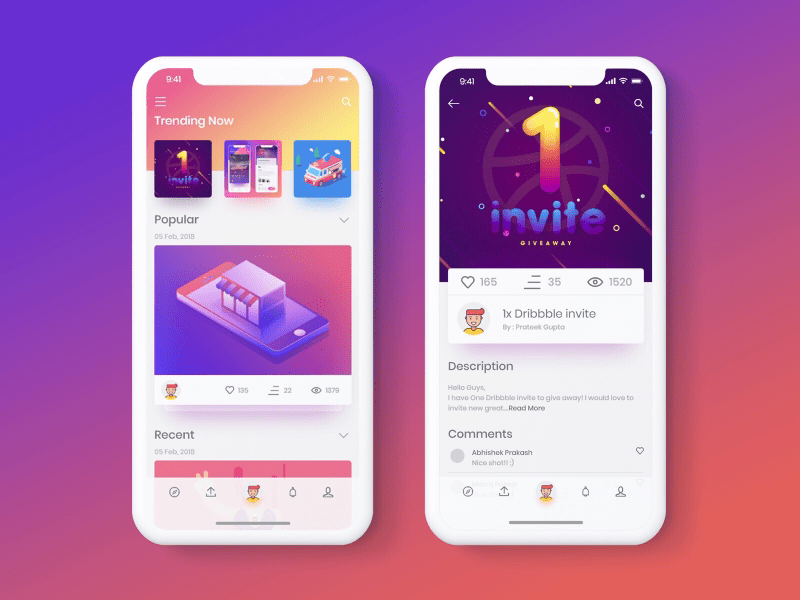 9:41
Trending Now
1
invite
GIVEAWAY
Popular
05 Feb, 2018
135
22
1379
Recent
05 Feb, 2018
9:41
1
invite
GIVEAWAY
165
35
1520
1x Dribbble invite
By : Prateek Gupta
Description
Hello Guys,
I have One Dribbble invite to give away! I would love to
invite new great...Read More
Comments
Abhishek Prakash
Nice shot!! ;)